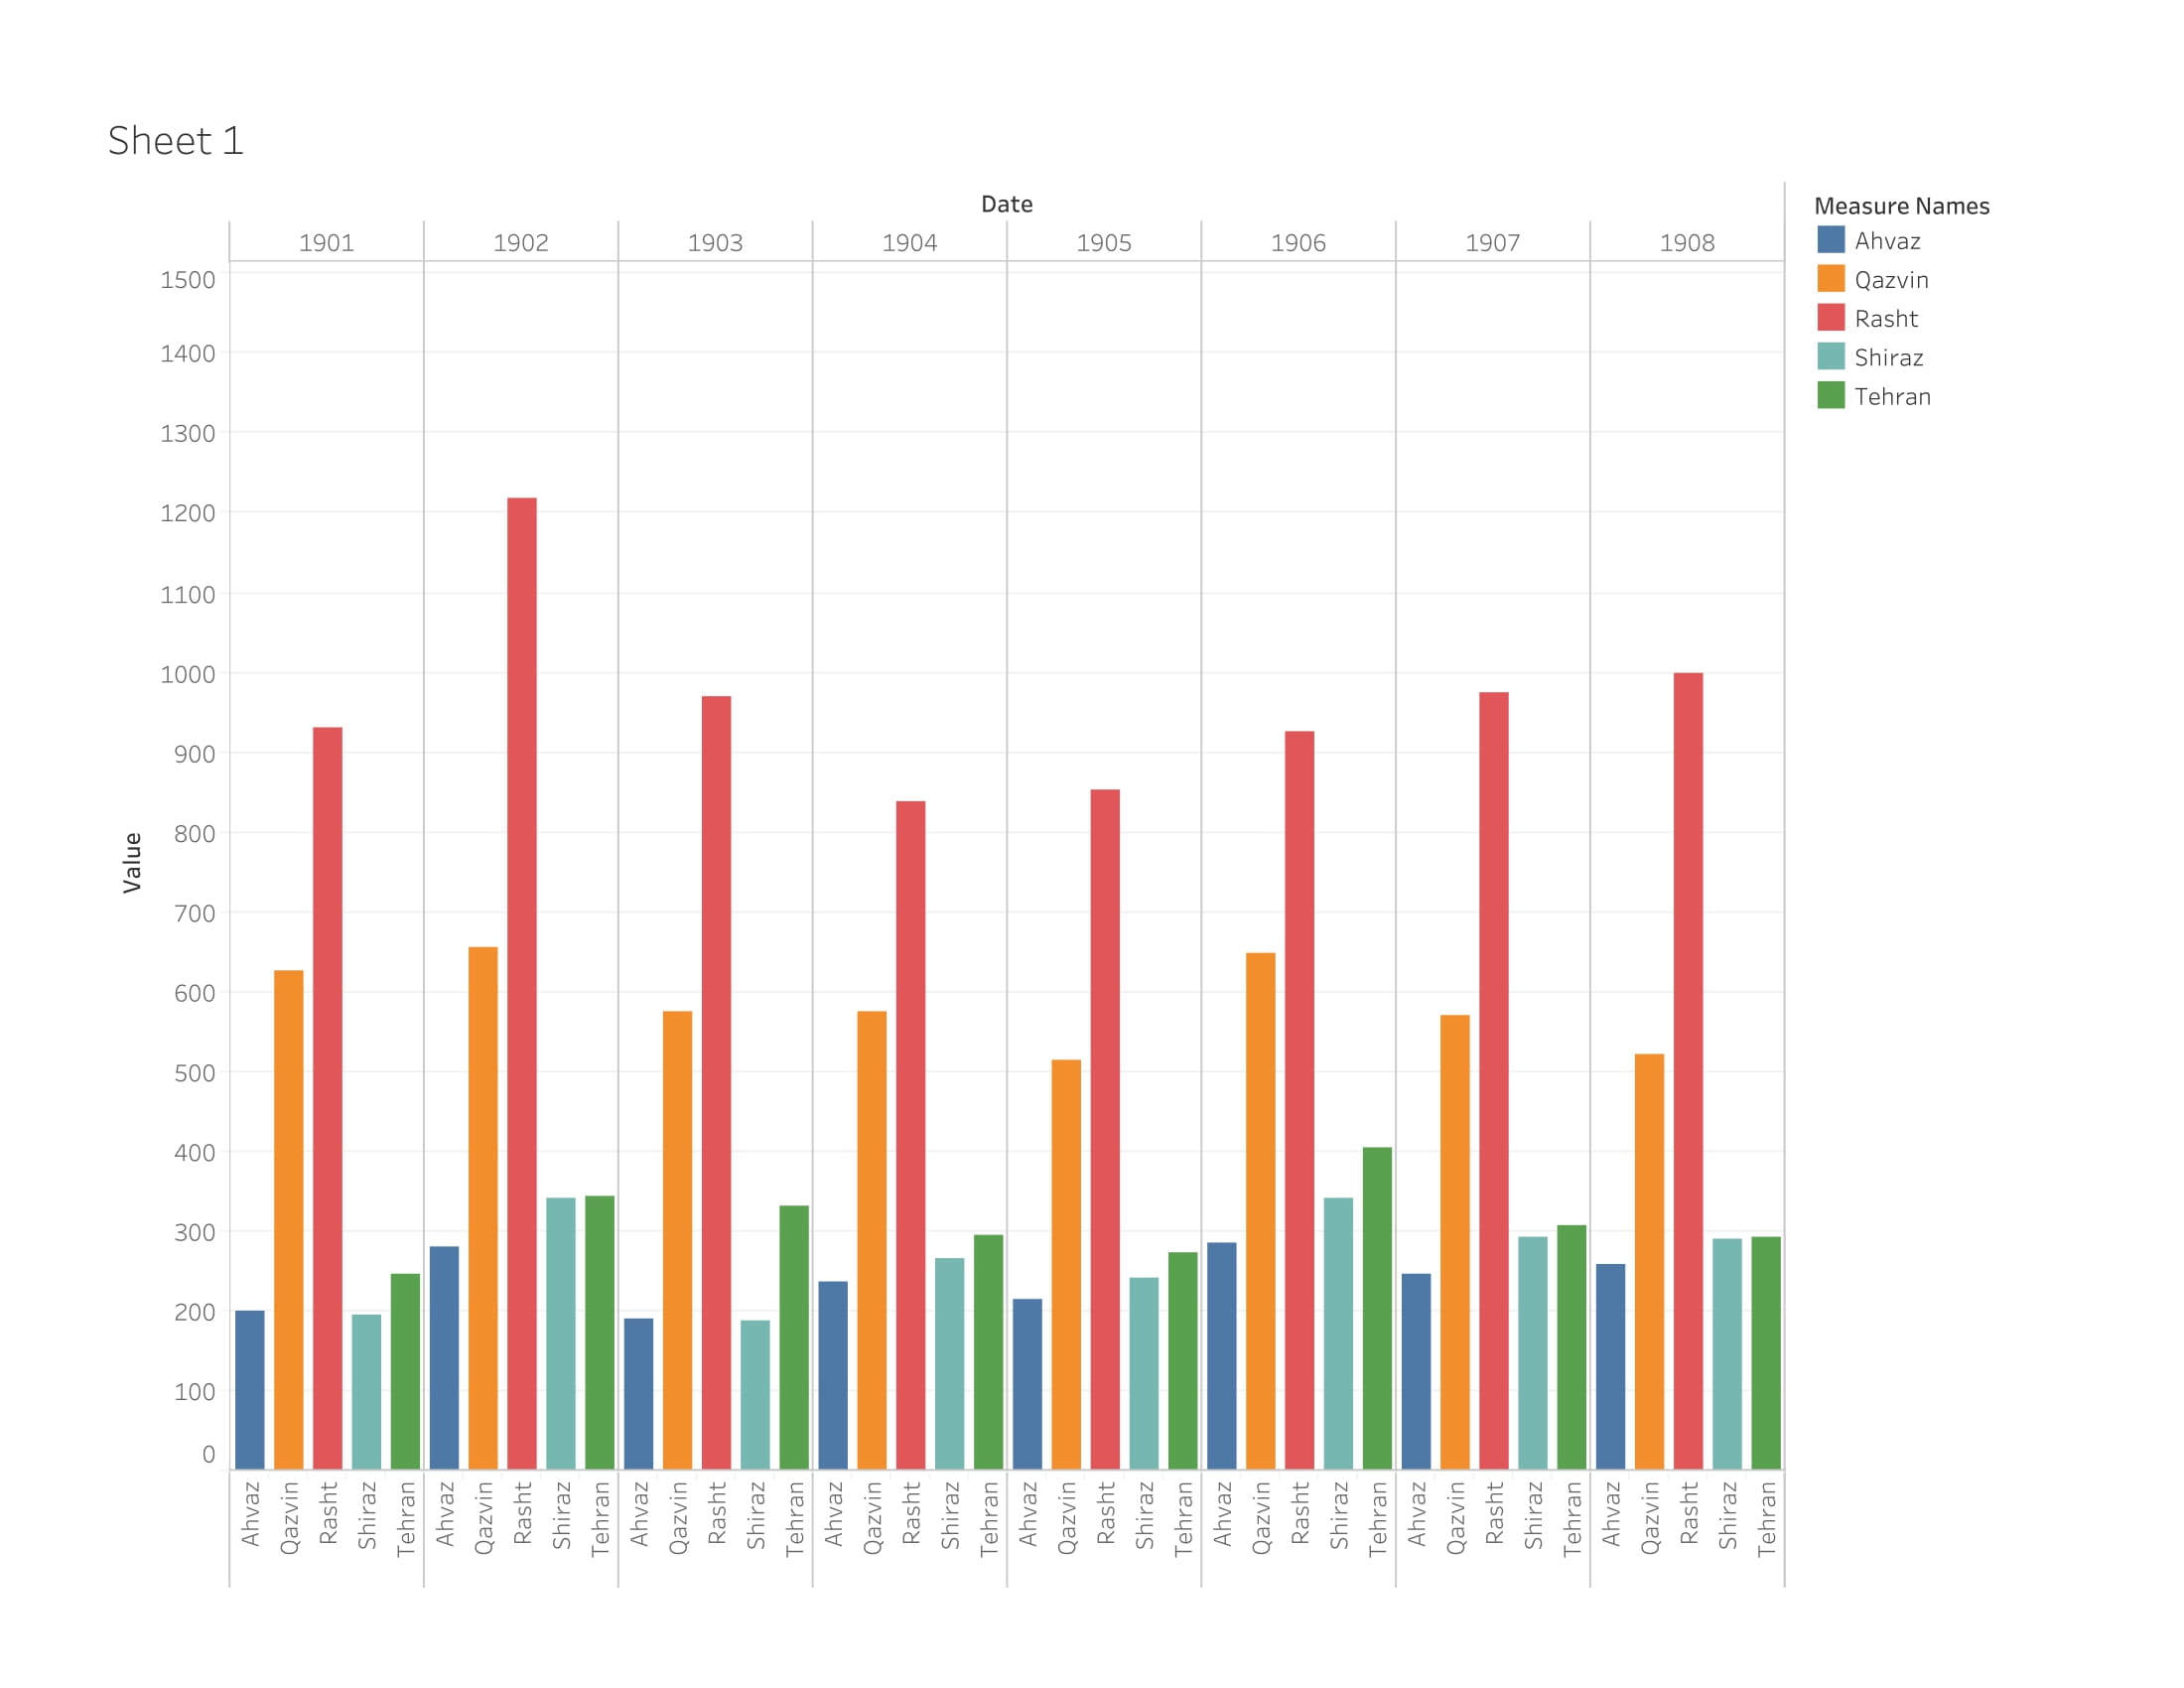 Sheet 1
Date
1901 1902 1903 1904 1905 1906 1907 1908
1500
1400
1300
1200
1100
1000
900
800
700
600
500
400
300
200
100
0
Value
Ahvaz Qazvin Rasht Shiraz Tehran Ahvaz Qazvin Rasht Shiraz Tehran Ahvaz Qazvin Rasht Shiraz Tehran Ahvaz Qazvin Rasht Shiraz Tehran Ahvaz Qazvin Rasht Shiraz Tehran Ahvaz Qazvin Rasht Shiraz Tehran Ahvaz Qazvin Rasht Shiraz Tehran Ahvaz Qazvin Rasht Shiraz Tehran
Measure Names
Ahvaz
Qazvin
Rasht
Shiraz
Tehran